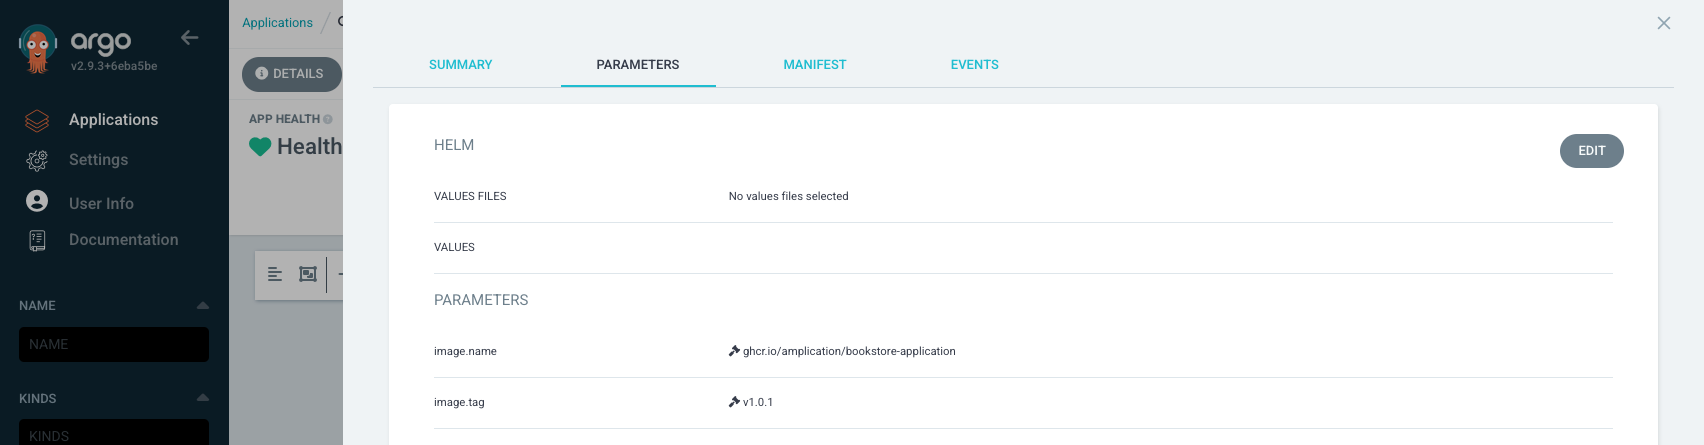 argo
v2.9.3+6eba5be
Applications
Settings
User Info
Documentation
NAME
NAME
KINDS
KINDS
Applications /
DETAILS
APP HEALTH
Health
SUMMARY PARAMETERS MANIFEST EVENTS
HELM
EDIT
VALUES FILES No values files selected
VALUES
PARAMETERS
image.name ghcr.io/amplication/bookstore-application
image.tag v1.0.1